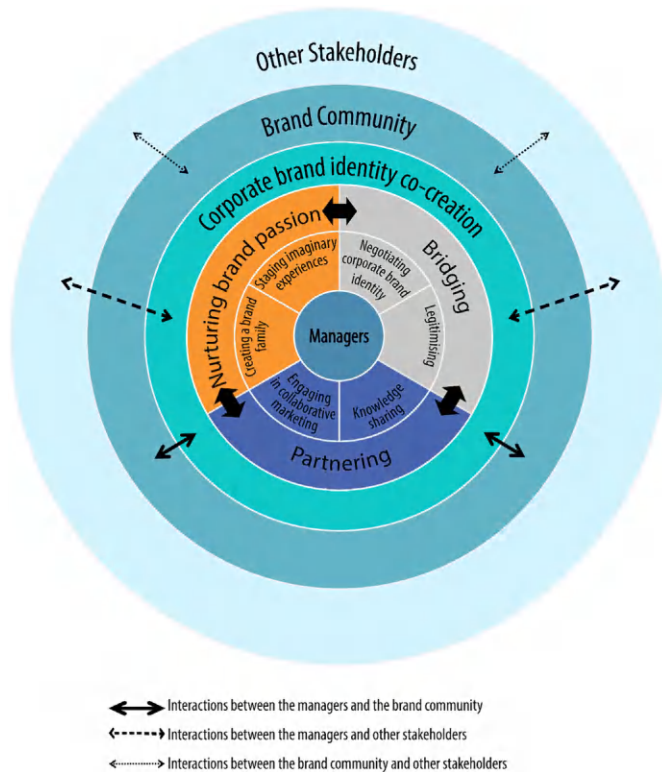 Other Stakeholders
Brand Community
Corporate brand identity co-creation
Nurturing brand passion
Bridging
Staging imaginary
experiences
Negotiating
corporate brand
identity
Creating a brand
family
Managers
Legitimising
Engaging
in collaborative
marketing
Knowledge
sharing
Partnering
Interactions between the managers and the brand community
Interactions between the managers and other stakeholders
Interactions between the brand community and other stakeholders